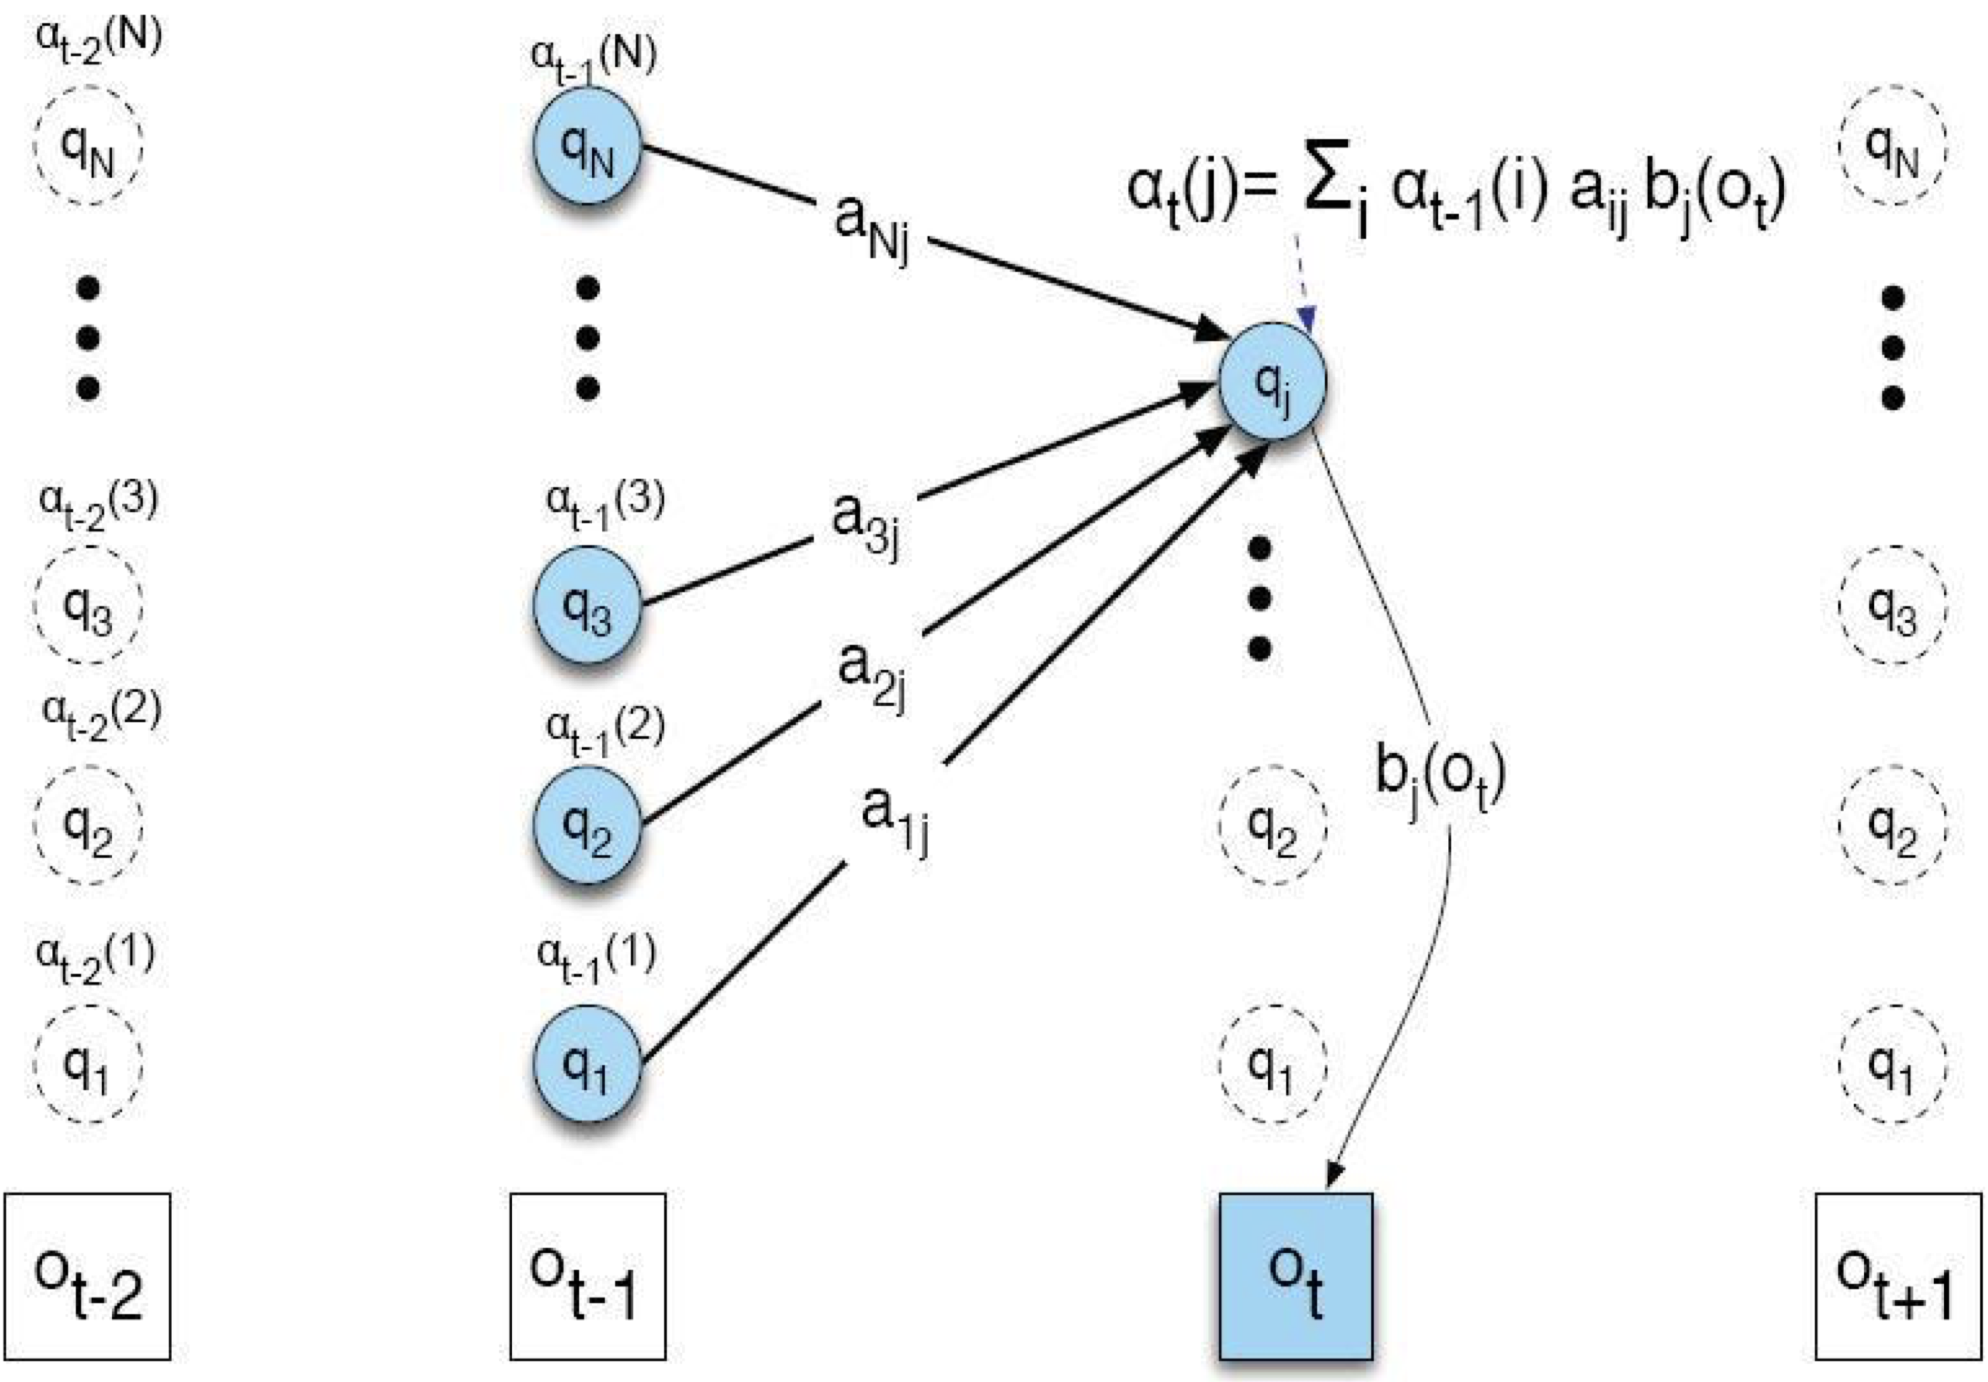 αt-2(N)
αt-1(N)
qN
qN
αt(j)= Σi αt-1(i) aij bj(ot)
qN
aNj
qj
αt-2(3)
αt-1(3)
a3j
q3
q3
q3
a2j
αt-2(2)
αt-1(2)
bj(ot)
q2
q2
a1j
q2
q2
αt-2(1)
αt-1(1)
q1
q1
q1
q1
ot-2
ot-1
ot
ot+1